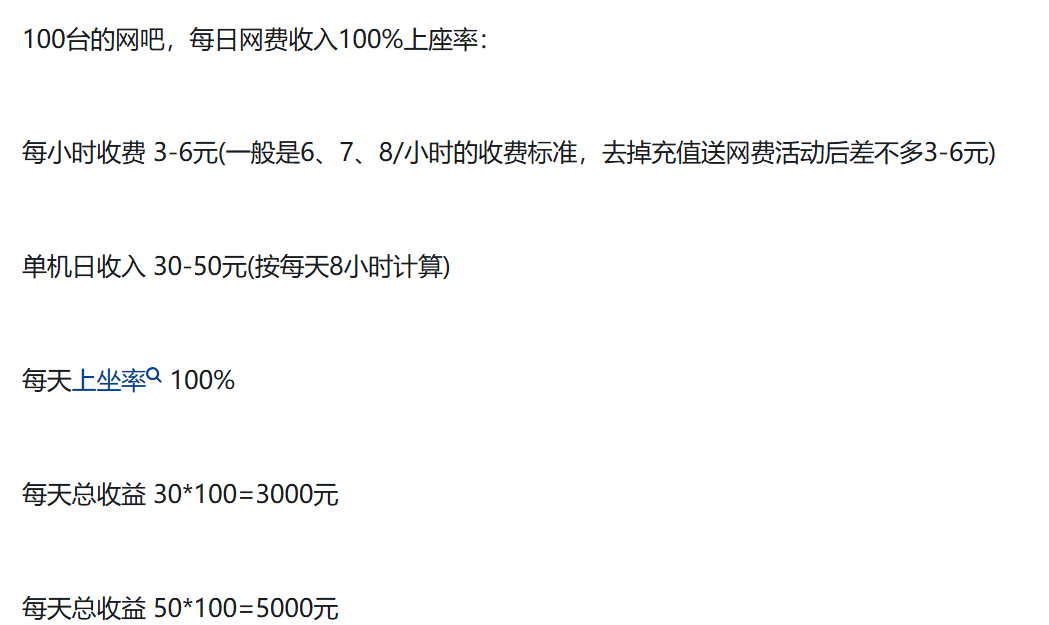 100台的网吧，每日网费收入100%上座率：
每小时收费 3-6元(一般是6、7、8/小时的收费标准，去掉充值送网费活动后差不多3-6元)
单机日收入 30-50元(按每天8小时计算)
每天上坐率 100%
每天总收益 30*100=3000元
每天总收益 50*100=5000元